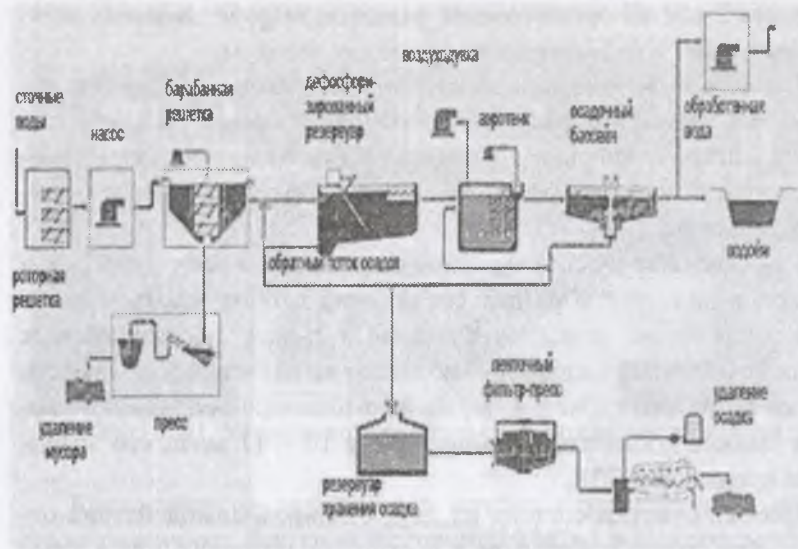 сточные
воды
насос
барабанная
решетка
дефосфори-
зированный
резервуар
воздуходувка
аэротенк
осадочный
бассейн
обработанная
вода
роторная
решетка
обратный поток осадка
водоём
удаление
мусора
пресс
ленточный
фильтр-пресс
удаление
осадка
резервуар
хранения осадка